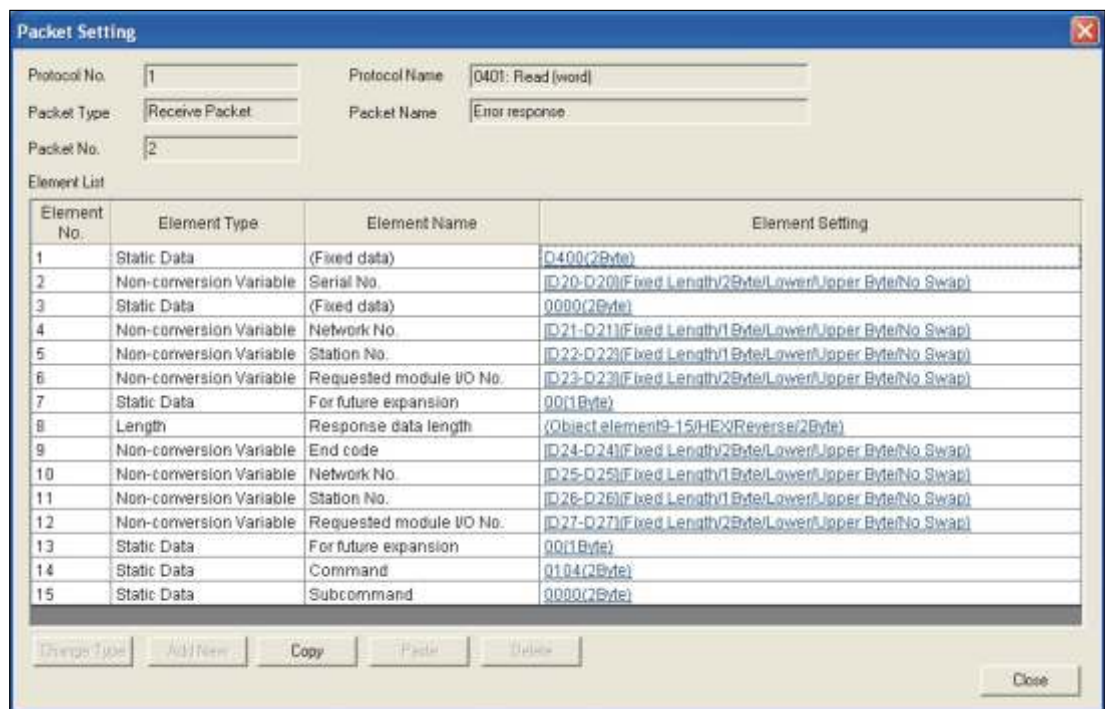 Packet Setting
Protocol No. 1 Protocol Name 0401: Read (word)
Packet Type Receive Packet Packet Name Error response
Packet No. 2
Element List
Element No. Element Type Element Name Element Setting
1 Static Data (Fixed data) D400(2Byte)
2 Non-conversion Variable Serial No. [D20-D20](Fixed Length/2Byte/Lower/Upper Byte/No Swap)
3 Static Data (Fixed data) 0000(2Byte)
4 Non-conversion Variable Network No. [D21-D21](Fixed Length/1Byte/Lower/Upper Byte/No Swap)
5 Non-conversion Variable Station No. [D22-D22](Fixed Length/1Byte/Lower/Upper Byte/No Swap)
6 Non-conversion Variable Requested module I/O No. [D23-D23](Fixed Length/2Byte/Lower/Upper Byte/No Swap)
7 Static Data For future expansion 00(1Byte)
8 Length Response data length (Object element9-15/HEX/Reverse/2Byte)
9 Non-conversion Variable End code [D24-D24](Fixed Length/2Byte/Lower/Upper Byte/No Swap)
10 Non-conversion Variable Network No. [D25-D25](Fixed Length/1Byte/Lower/Upper Byte/No Swap)
11 Non-conversion Variable Station No. [D26-D26](Fixed Length/1Byte/Lower/Upper Byte/No Swap)
12 Non-conversion Variable Requested module I/O No. [D27-D27](Fixed Length/2Byte/Lower/Upper Byte/No Swap)
13 Static Data For future expansion 00(1Byte)
14 Static Data Command 0104(2Byte)
15 Static Data Subcommand 0000(2Byte)
Change Type Add New Copy Paste Delete
Close